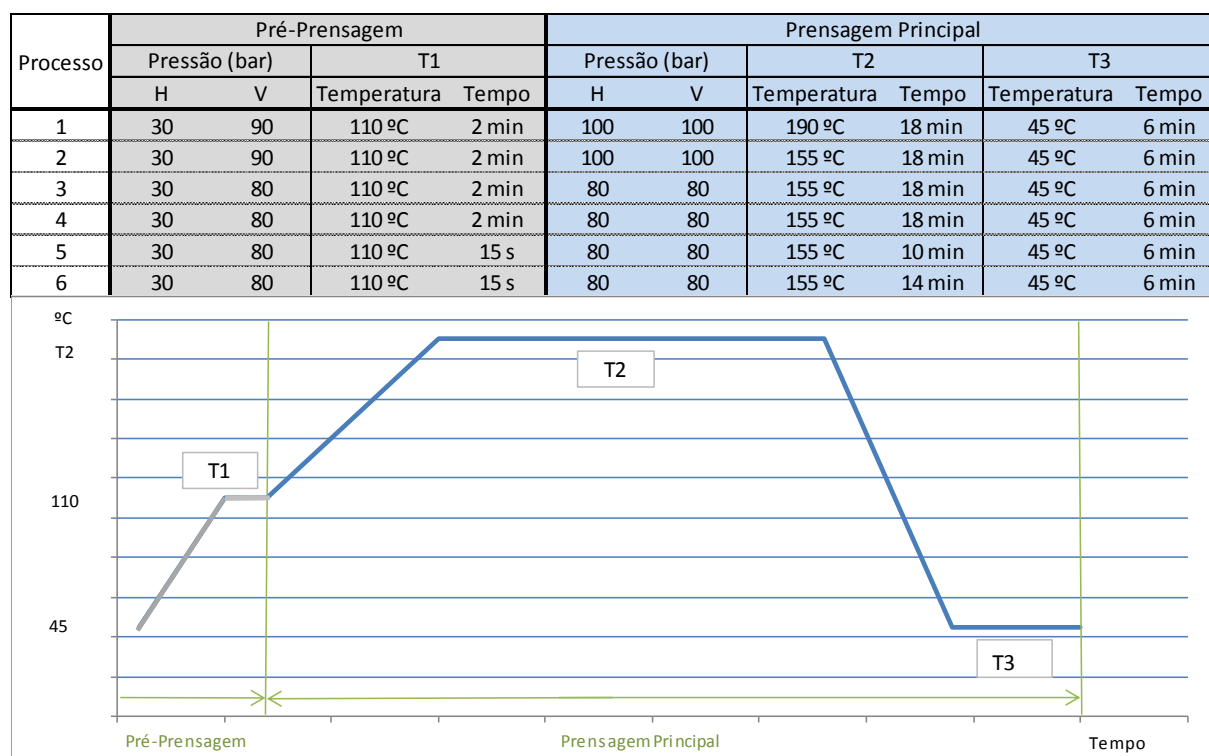 Pré-Prensagem Prensagem Principal
Processo Pressão (bar) T1 Pressão (bar) T2 T3
H V Temperatura Tempo H V Temperatura Tempo Temperatura Tempo
1 30 90 110 ºC 2 min 100 100 190 ºC 18 min 45 ºC 6 min
2 30 90 110 ºC 2 min 100 100 155 ºC 18 min 45 ºC 6 min
3 30 80 110 ºC 2 min 80 80 155 ºC 18 min 45 ºC 6 min
4 30 80 110 ºC 2 min 80 80 155 ºC 18 min 45 ºC 6 min
5 30 80 110 ºC 15 s 80 80 155 ºC 10 min 45 ºC 6 min
6 30 80 110 ºC 15 s 80 80 155 ºC 14 min 45 ºC 6 min
ºC
T2
T2
T1
110
45
T3
Pré-Prensagem Prensagem Principal Tempo